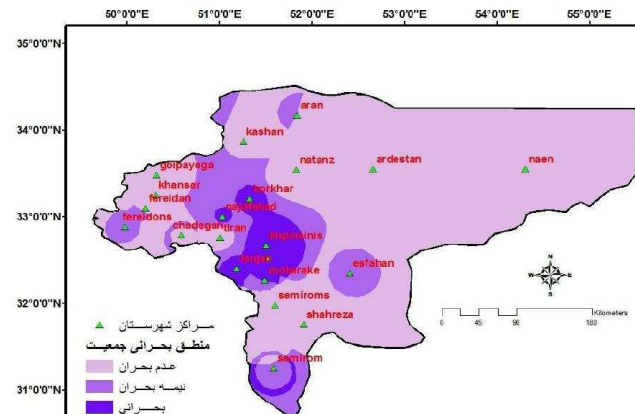 50°0'0"E 51°0'0"E 52°0'0"E 53°0'0"E 54°0'0"E 55°0'0"E
35°0'0"N
34°0'0"N
33°0'0"N
32°0'0"N
31°0'0"N
aran
kashan
natanz
ardestan
naen
golpayega
khansar
fereidan
fereidons
chadegan
tiran
borkhar
najafabad
khomeinis
lenjan
mobarake
esfahan
semiroms
shahreza
semirom
N
W E
S
Kilometers
0 45 90 180
مراکز شهرستان
منطق بحرانی جمعیت
عدم بحران
نیمه بحران
بحرانی